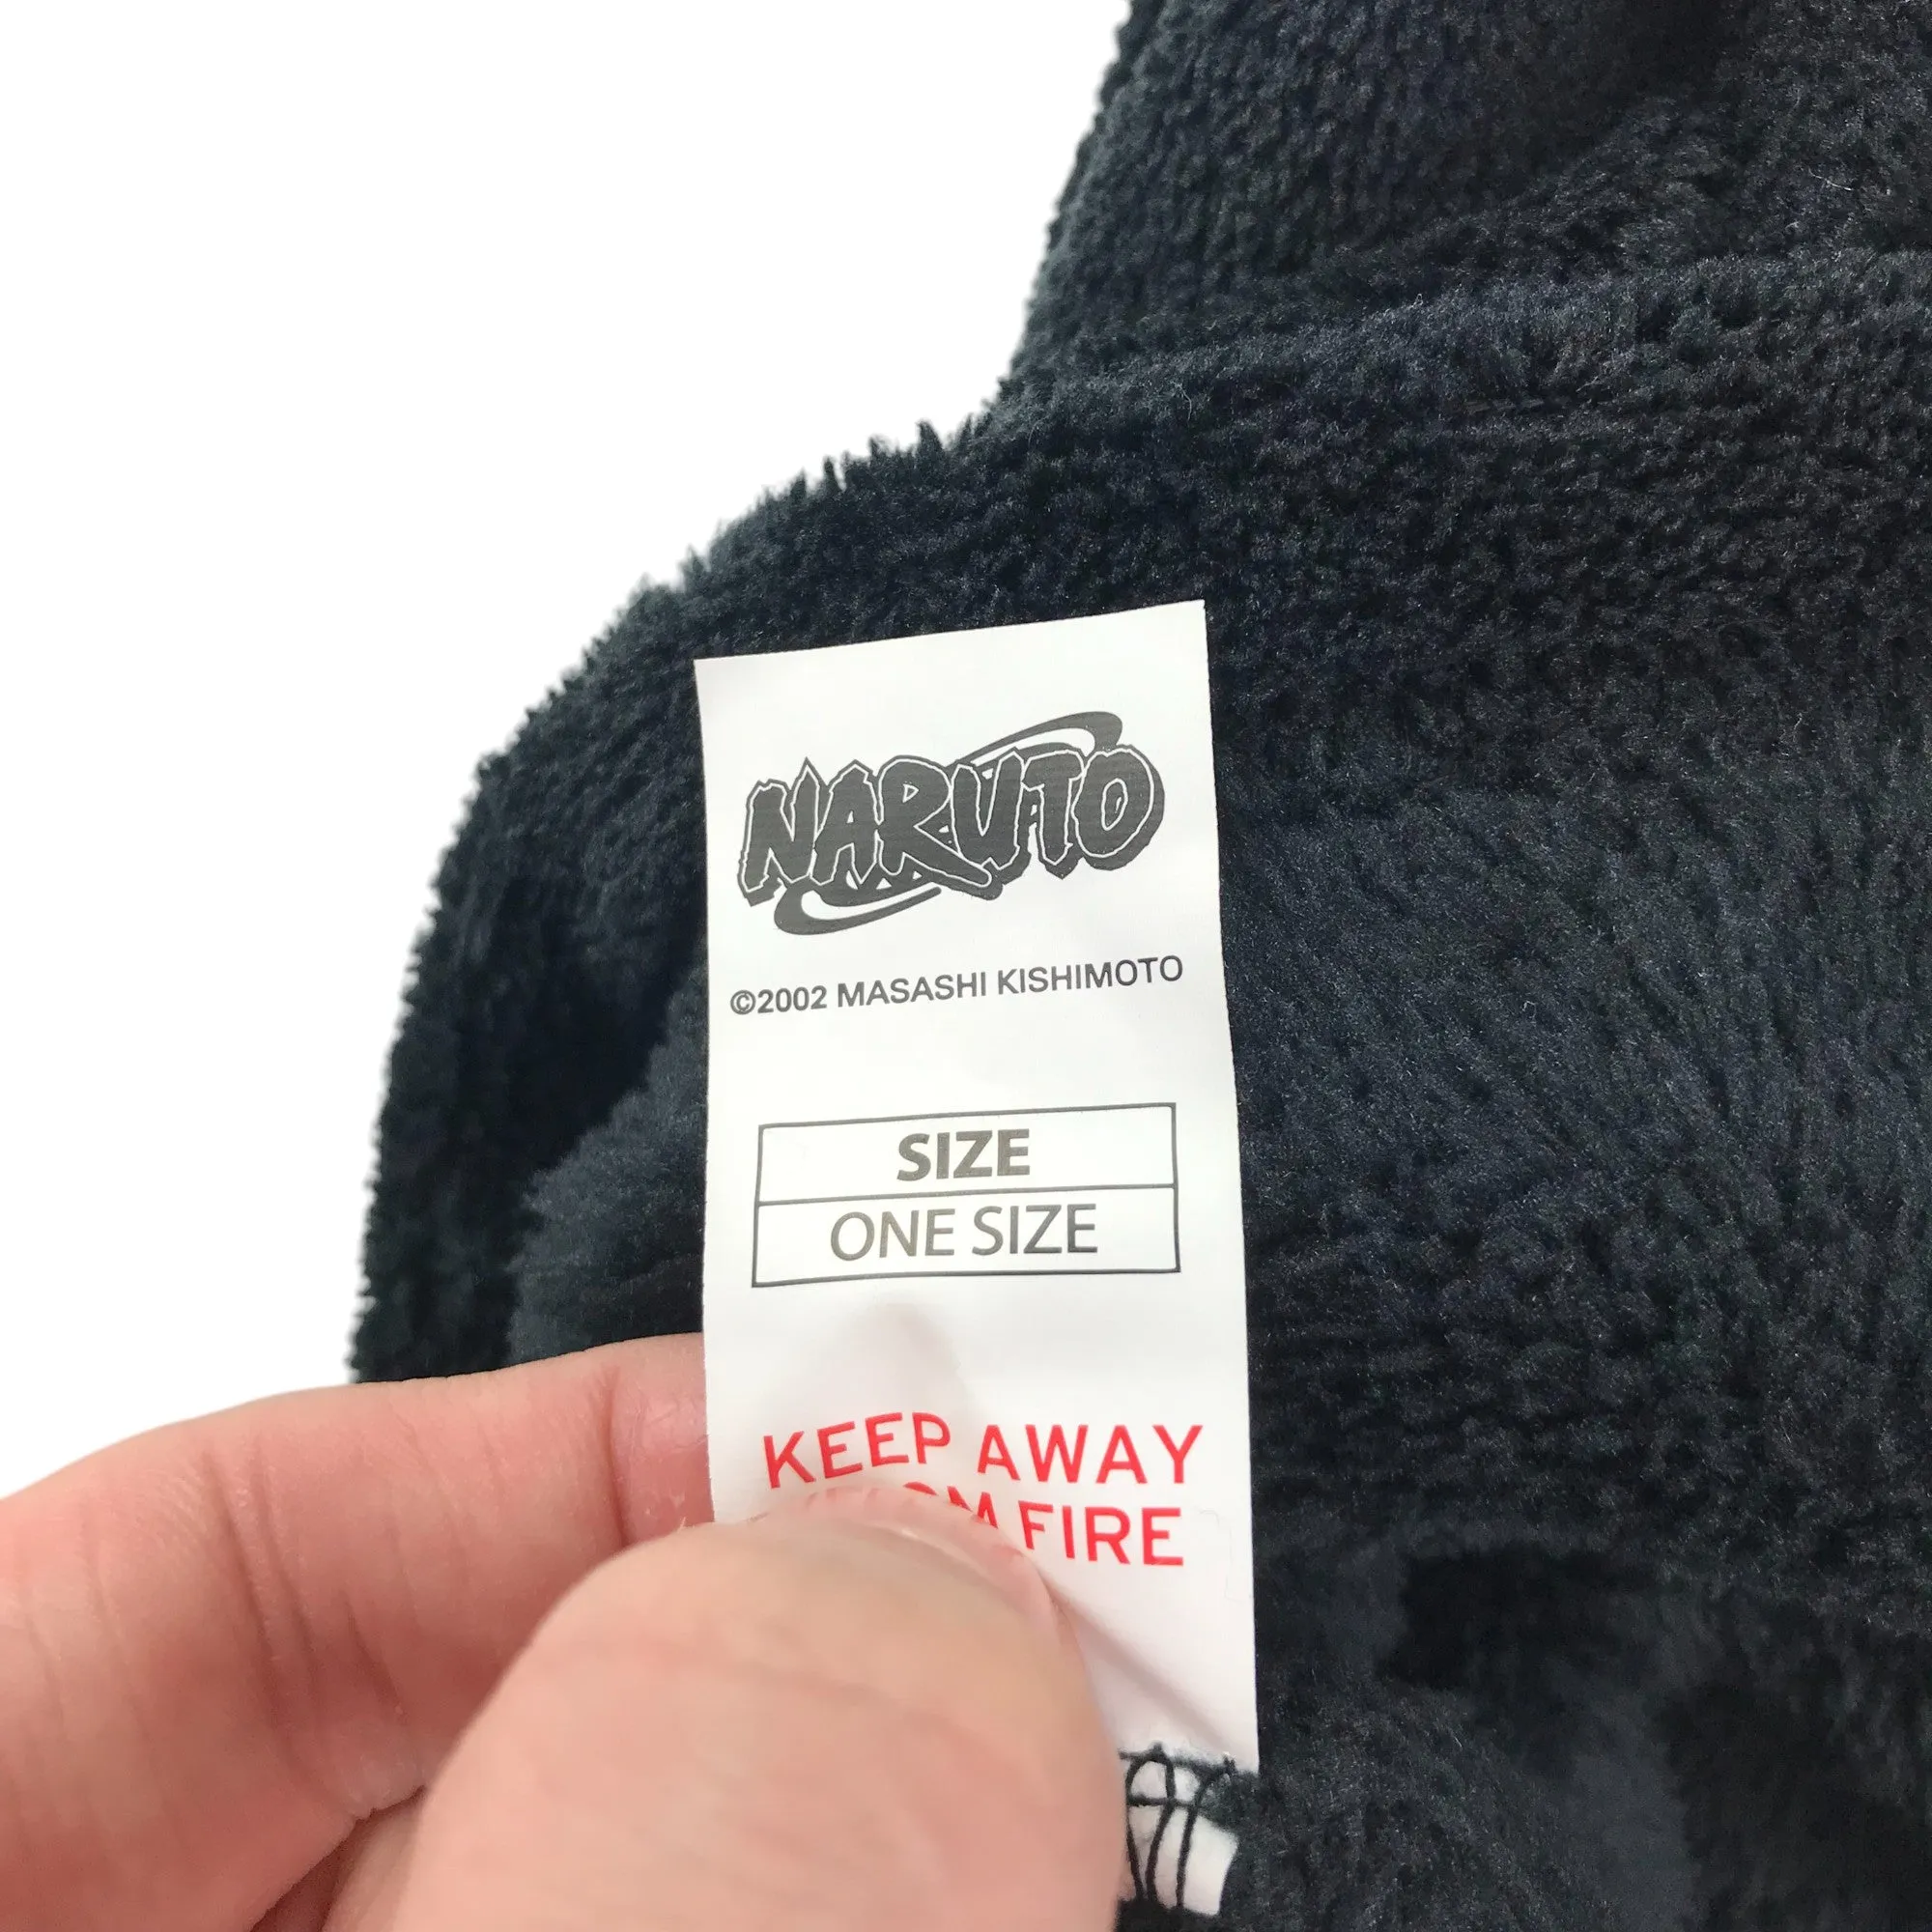 NARUTO
©2002 MASASHI KISHIMOTO
SIZE
ONE SIZE
KEEP AWAY
FIRE